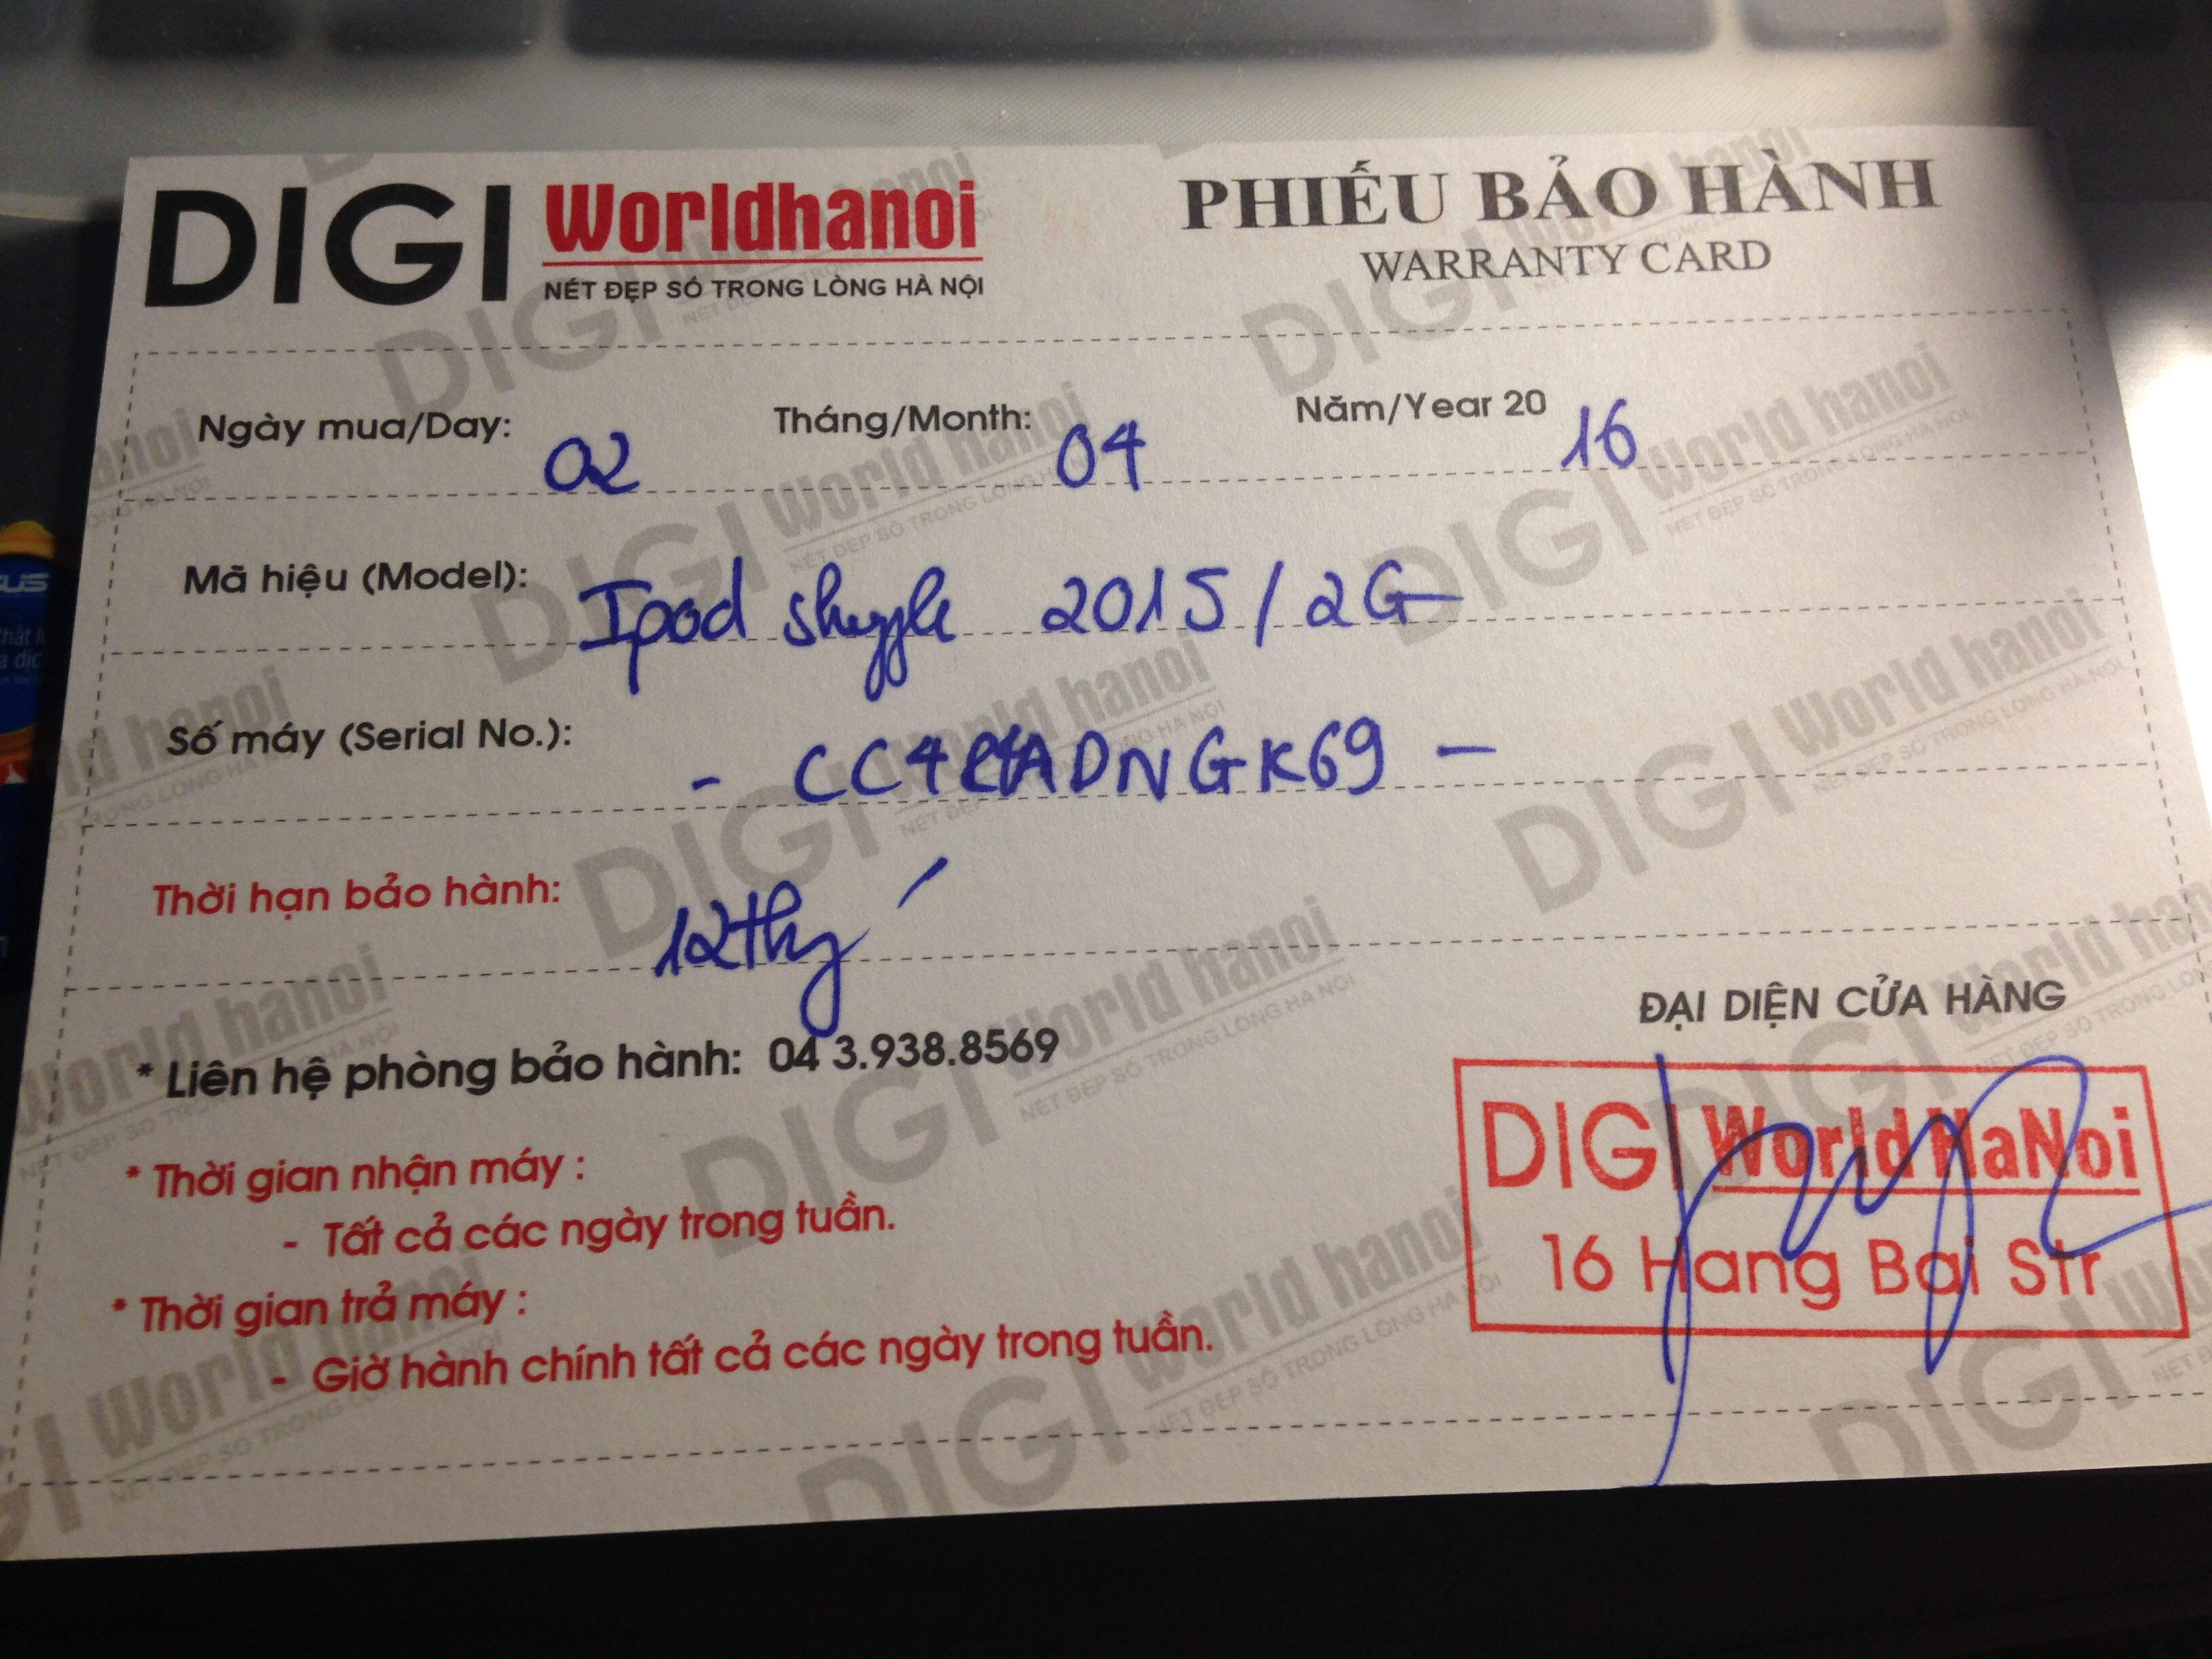 DIGI Worldhanoi
NÉT ĐẸP SỐ TRONG LÒNG HÀ NỘI
PHIẾU BẢO HÀNH
WARRANTY CARD
Ngày mua/Day: 02 Tháng/Month: 04 Năm/Year 20 16
Mã hiệu (Model): Ipod shuffle 2015/2G
Số máy (Serial No.):
Thời hạn bảo hành: 12 thg
* Liên hệ phòng bảo hành: 04 3.938.8569
* Thời gian nhận máy :
- Tất cả các ngày trong tuần.
* Thời gian trả máy :
- Giờ hành chính tất cả các ngày trong tuần.
ĐẠI DIỆN CỬA HÀNG
DIGI World HaNoi
16 Hang Bai Str